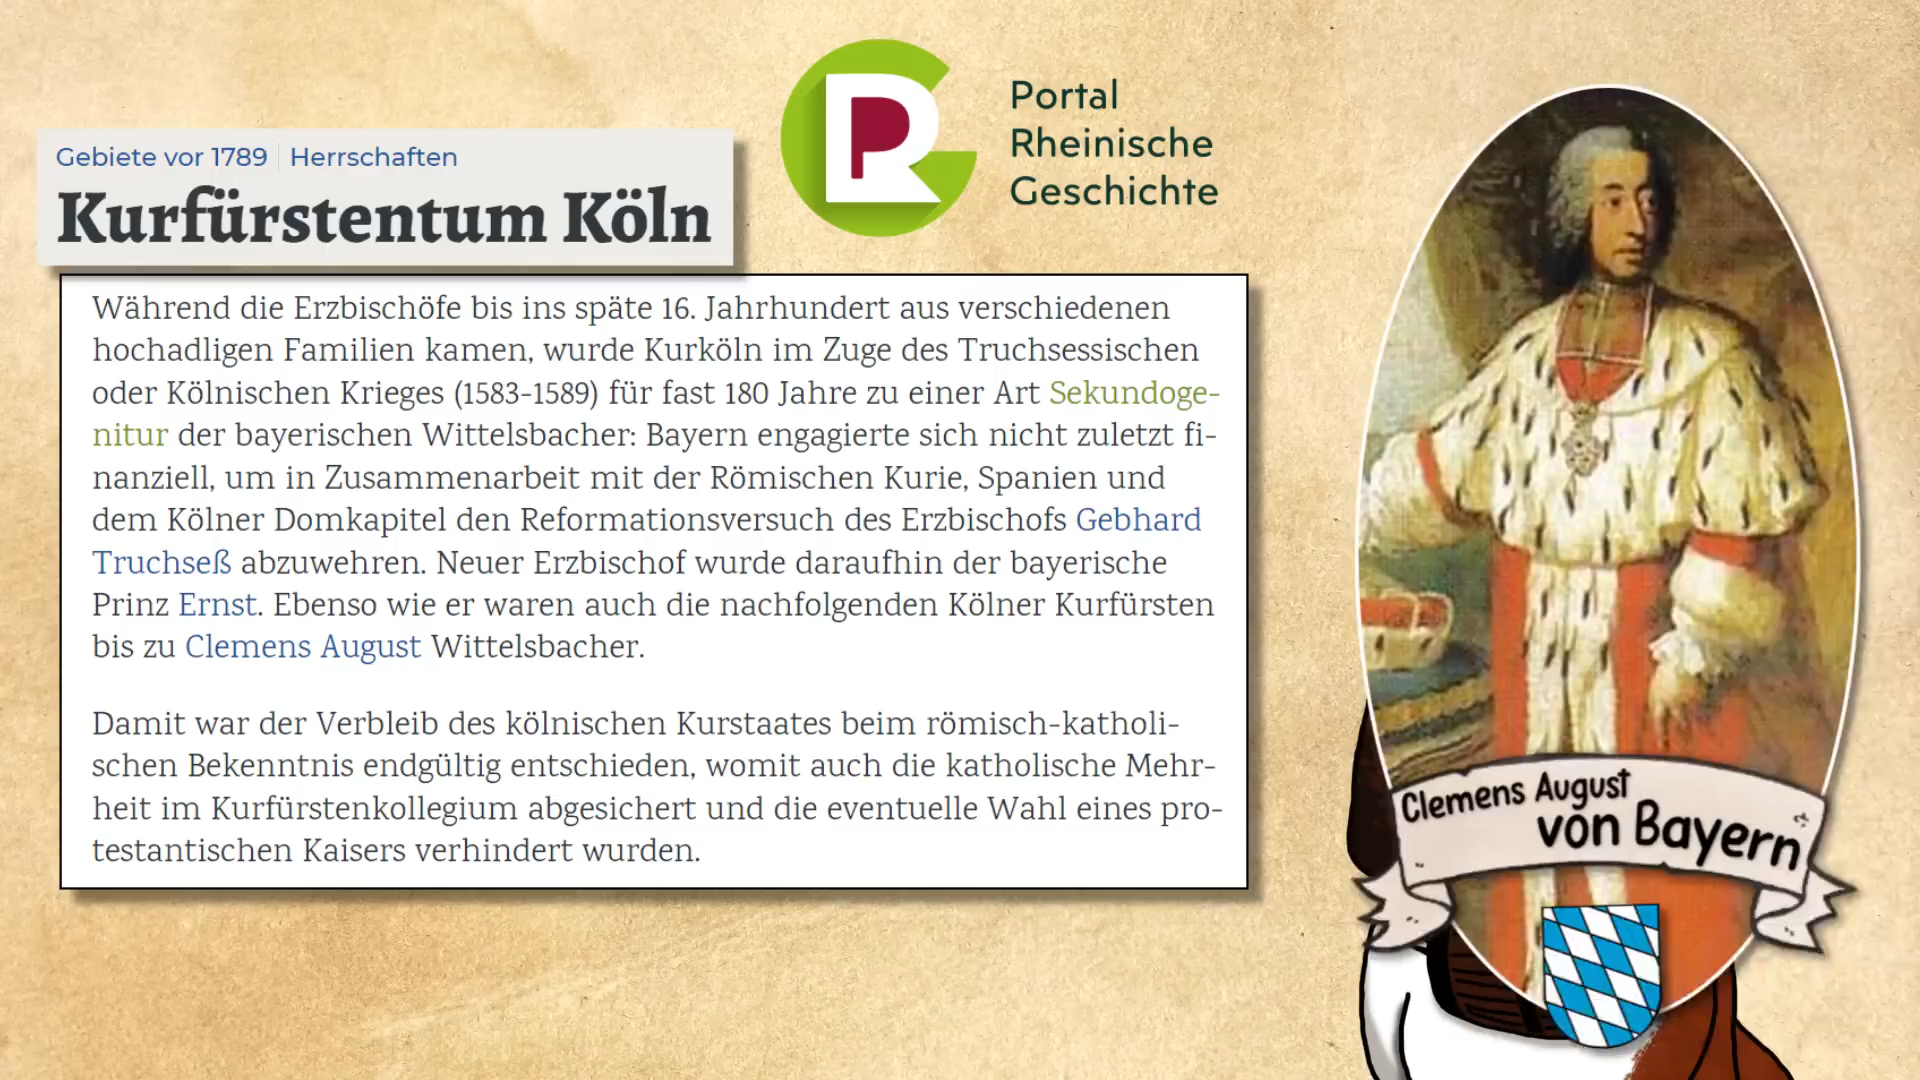 Portal
Rheinische
Geschichte
Gebiete vor 1789 | Herrschaften
Kurfürstentum Köln
Während die Erzbischöfe bis ins späte 16. Jahrhundert aus verschiedenen
hochadligen Familien kamen, wurde Kurköln im Zuge des Truchsessischen
oder Kölnischen Krieges (1583-1589) für fast 180 Jahre zu einer Art Sekundoge-
nitur der bayerischen Wittelsbacher: Bayern engagierte sich nicht zuletzt fi-
nanziell, um in Zusammenarbeit mit der Römischen Kurie, Spanien und
dem Kölner Domkapitel den Reformationsversuch des Erzbischofs Gebhard
Truchseß abzuwehren. Neuer Erzbischof wurde daraufhin der bayerische
Prinz Ernst. Ebenso wie er waren auch die nachfolgenden Kölner Kurfürsten
bis zu Clemens August Wittelsbacher.
Damit war der Verbleib des kölnischen Kurstaates beim römisch-katholi-
schen Bekenntnis endgültig entschieden, womit auch die katholische Mehr-
heit im Kurfürstenkollegium abgesichert und die eventuelle Wahl eines pro-
testantischen Kaisers verhindert wurden.
Clemens August
von Bayern